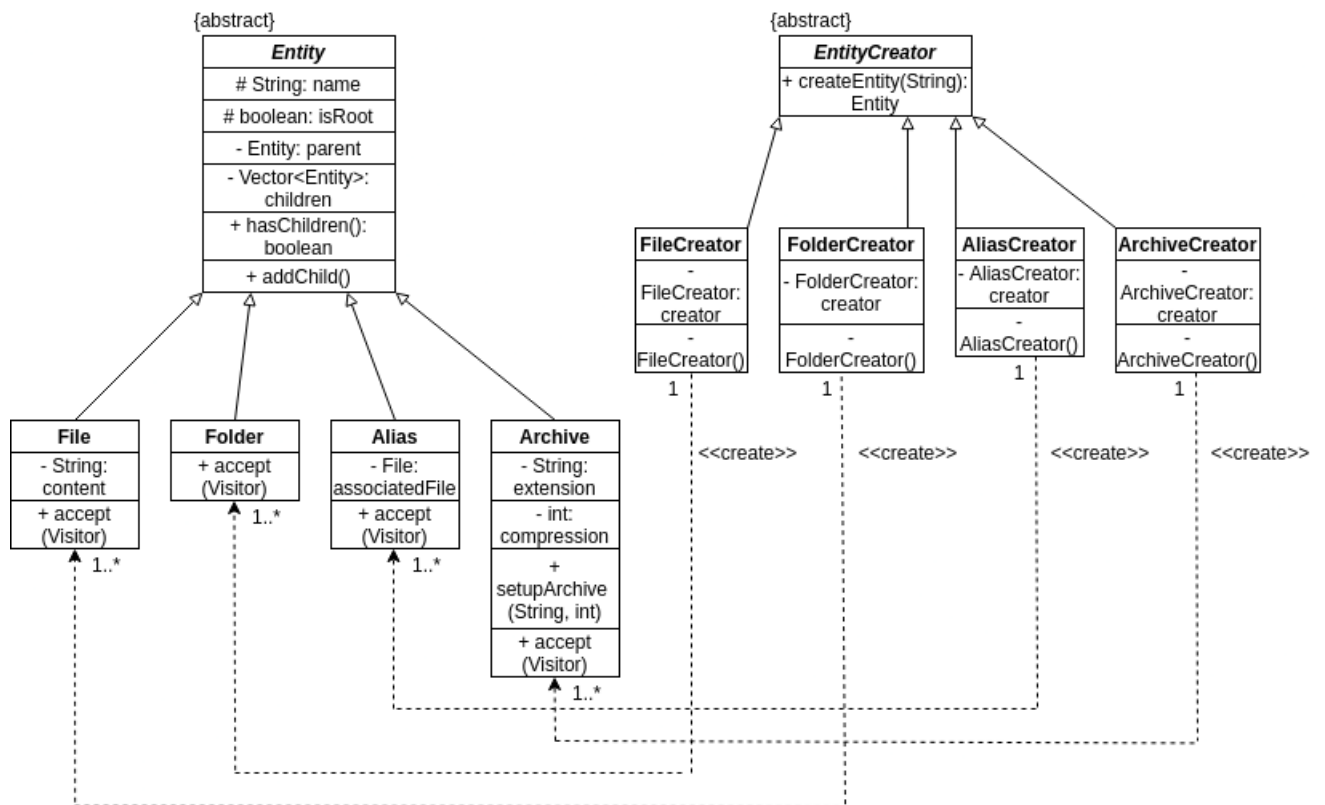 {abstract}
Entity
# String: name
# boolean: isRoot
- Entity: parent
- Vector<Entity>:
children
+ hasChildren():
boolean
+ addChild()
{abstract}
EntityCreator
+ createEntity(String):
Entity
FileCreator
-
FileCreator:
creator
-
FileCreator()
1
FolderCreator
- FolderCreator:
creator
-
FolderCreator()
1
AliasCreator
- AliasCreator:
creator
-
AliasCreator()
1
ArchiveCreator
-
ArchiveCreator:
creator
-
ArchiveCreator()
1
<<create>>
<<create>>
<<create>>
<<create>>
File
- String:
content
+ accept
(Visitor)
1..*
Folder
+ accept
(Visitor)
1..*
Alias
- File:
associatedFile
+ accept
(Visitor)
1..*
Archive
- String:
extension
- int:
compression
+
setupArchive
(String, int)
+ accept
(Visitor)
1..*